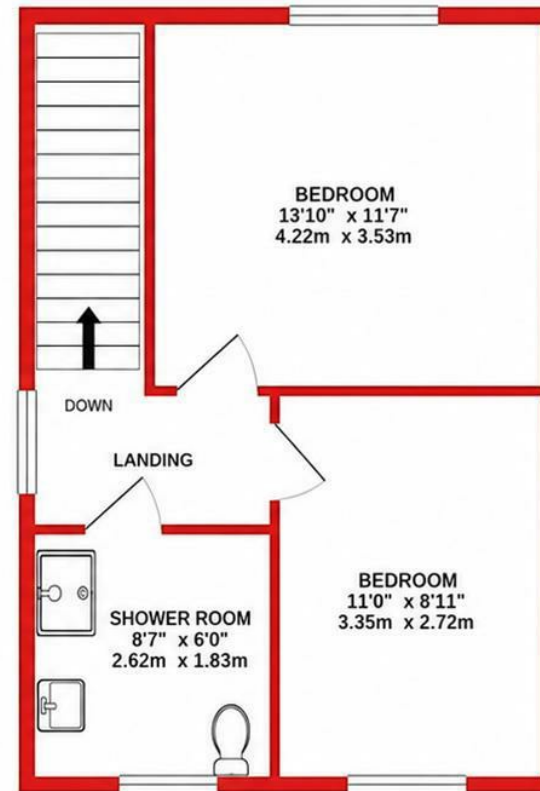 BEDROOM
13'10" x 11'7"
4.22m x 3.53m
DOWN
LANDING
BEDROOM
11'0" x 8'11"
3.35m x 2.72m
SHOWER ROOM
8'7" x 6'0"
2.62m x 1.83m